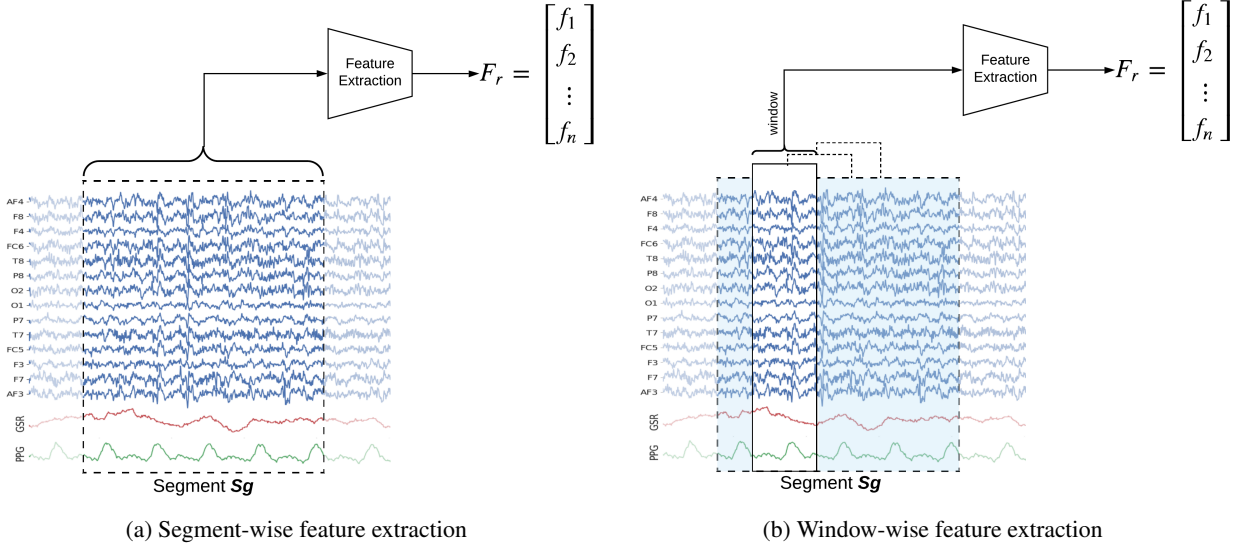 Feature
Extraction
F_r =
f_1
f_2
⋮
f_n
AF4
F8
F4
FC6
T8
P8
O2
O1
P7
T7
FC5
F3
F7
AF3
GSR
PPG
Segment Sg
(a) Segment-wise feature extraction
window
Feature
Extraction
F_r =
f_1
f_2
⋮
f_n
AF4
F8
F4
FC6
T8
P8
O2
O1
P7
T7
FC5
F3
F7
AF3
GSR
PPG
Segment Sg
(b) Window-wise feature extraction